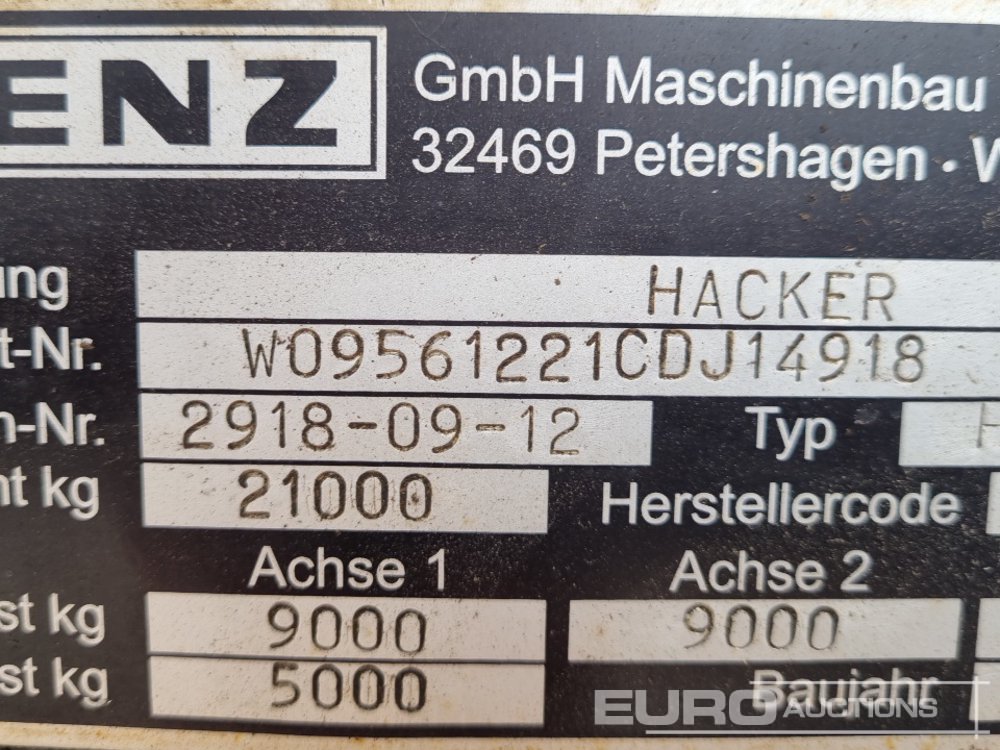 ENZ
GmbH Maschinenbau
32469 Petershagen · W
ung HACKER
t-Nr. W09561221CDJ14918
n-Nr. 2918-09-12 Typ H
nt kg 21000 Herstellercode
Achse 1 Achse 2
st kg 9000 9000
st kg 5000 Baujahr
EURO AUCTIONS